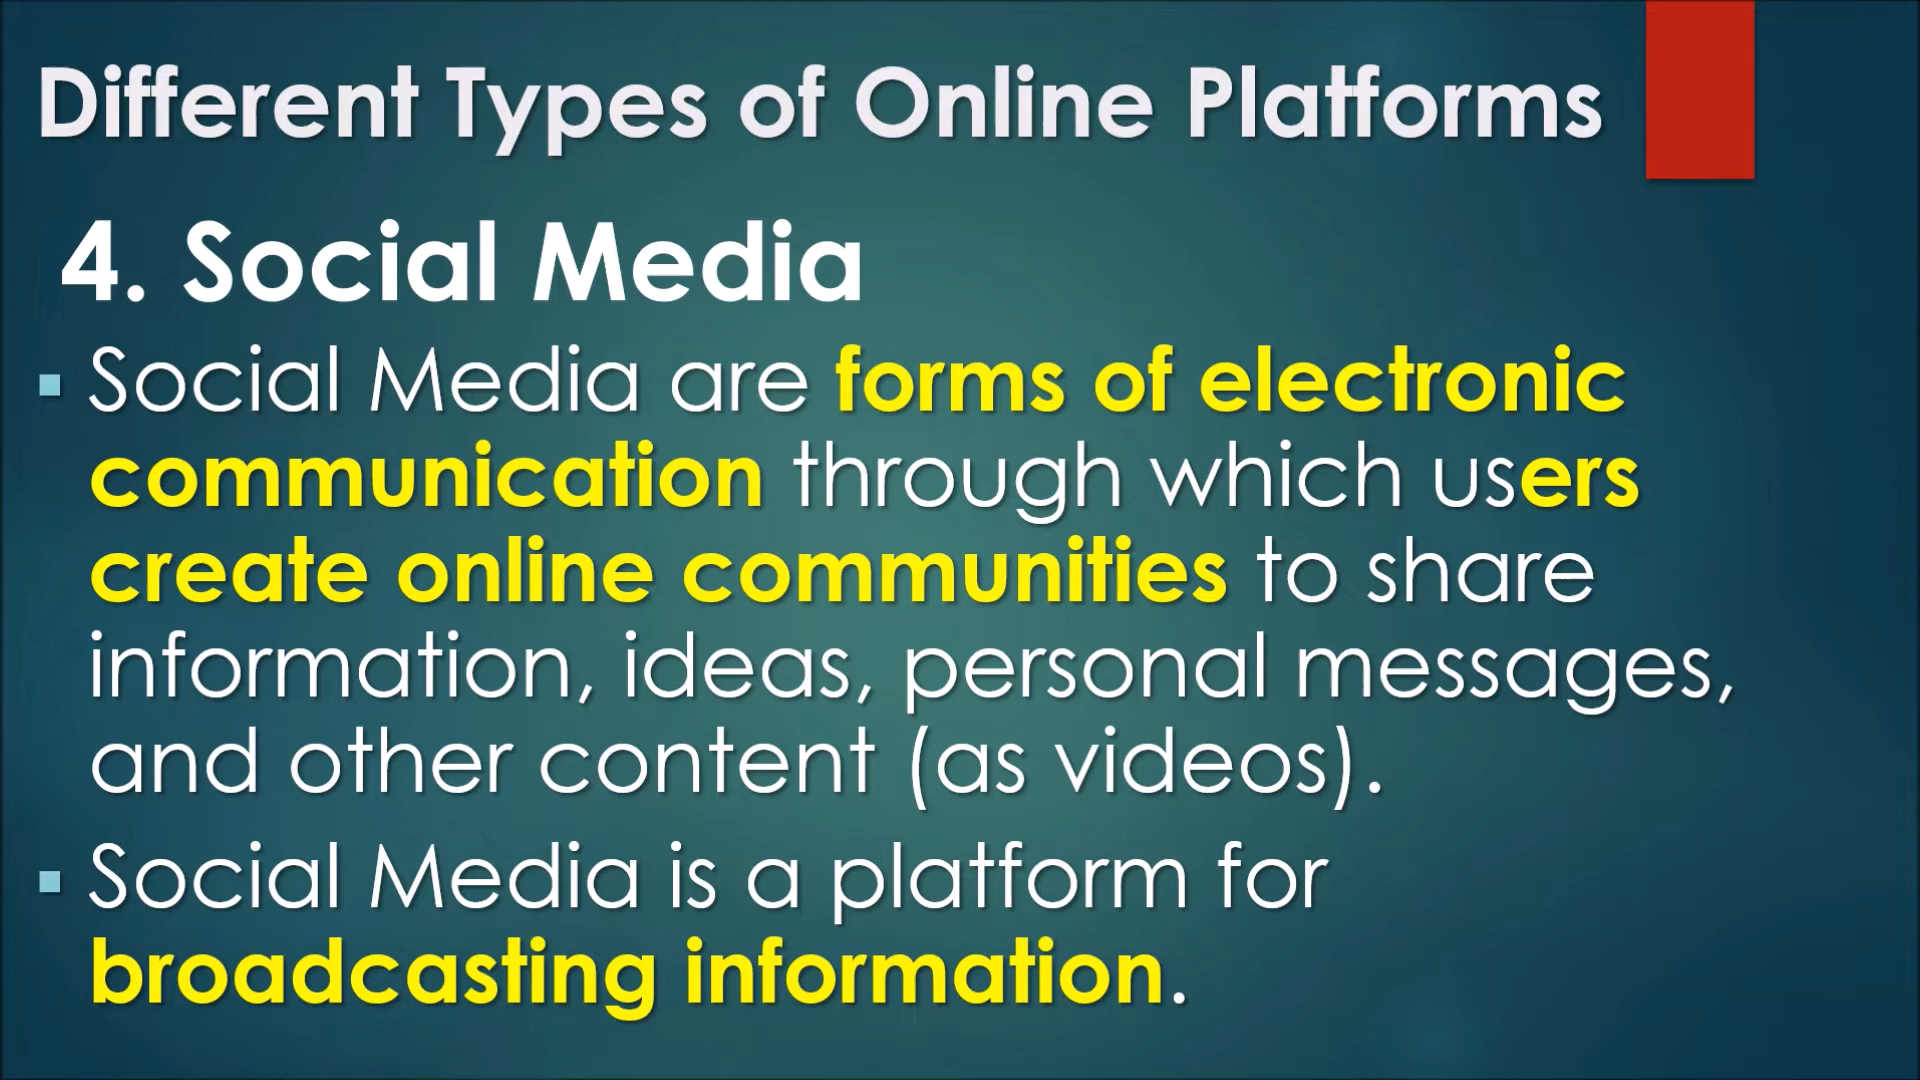 Different Types of Online Platforms
4. Social Media
▪ Social Media are forms of electronic
communication through which users
create online communities to share
information, ideas, personal messages,
and other content (as videos).
▪ Social Media is a platform for
broadcasting information.